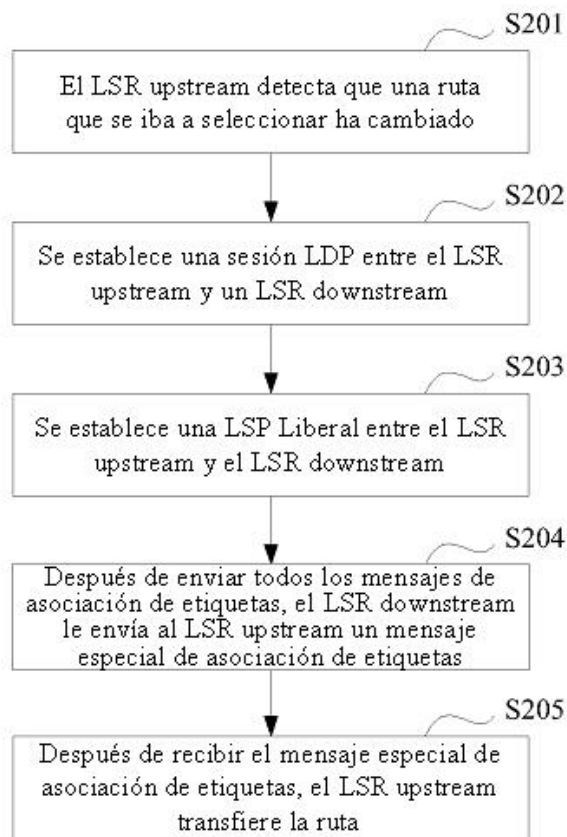 S201
El LSR upstream detecta que una ruta
que se iba a seleccionar ha cambiado
S202
Se establece una sesión LDP entre el LSR
upstream y un LSR downstream
S203
Se establece una LSP Liberal entre el LSR
upstream y el LSR downstream
S204
Después de enviar todos los mensajes de
asociación de etiquetas, el LSR downstream
le envía al LSR upstream un mensaje
especial de asociación de etiquetas
S205
Después de recibir el mensaje especial de
asociación de etiquetas, el LSR upstream
transfiere la ruta